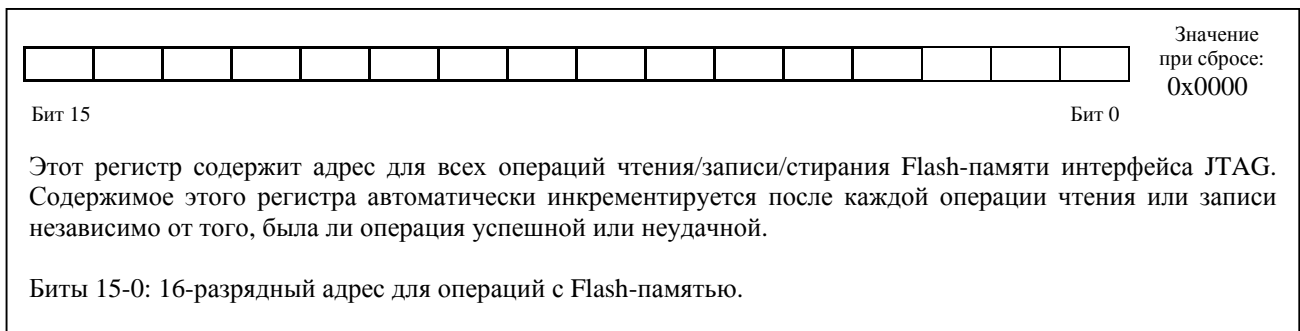 Значение
при сбросе:
0x0000
Бит 15
Бит 0
Этот регистр содержит адрес для всех операций чтения/записи/стирания Flash-памяти интерфейса JTAG.
Содержимое этого регистра автоматически инкрементируется после каждой операции чтения или записи
независимо от того, была ли операция успешной или неудачной.
Биты 15-0: 16-разрядный адрес для операций с Flash-памятью.